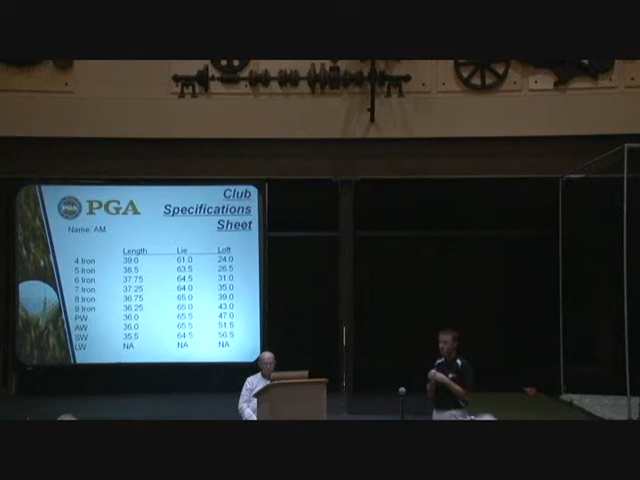 PGA
PGA
Club
Specifications
Sheet
Name: AM
Length Lie Loft
4 Iron 39.0 61.0 24.0
5 Iron 38.5 63.5 26.5
6 Iron 37.75 64.5 31.0
7 Iron 37.25 64.0 35.0
8 Iron 36.75 65.0 39.0
9 Iron 36.25 65.0 43.0
PW 36.0 65.5 47.0
AW 36.0 65.5 51.5
SW 35.5 64.5 56.5
LW NA NA NA